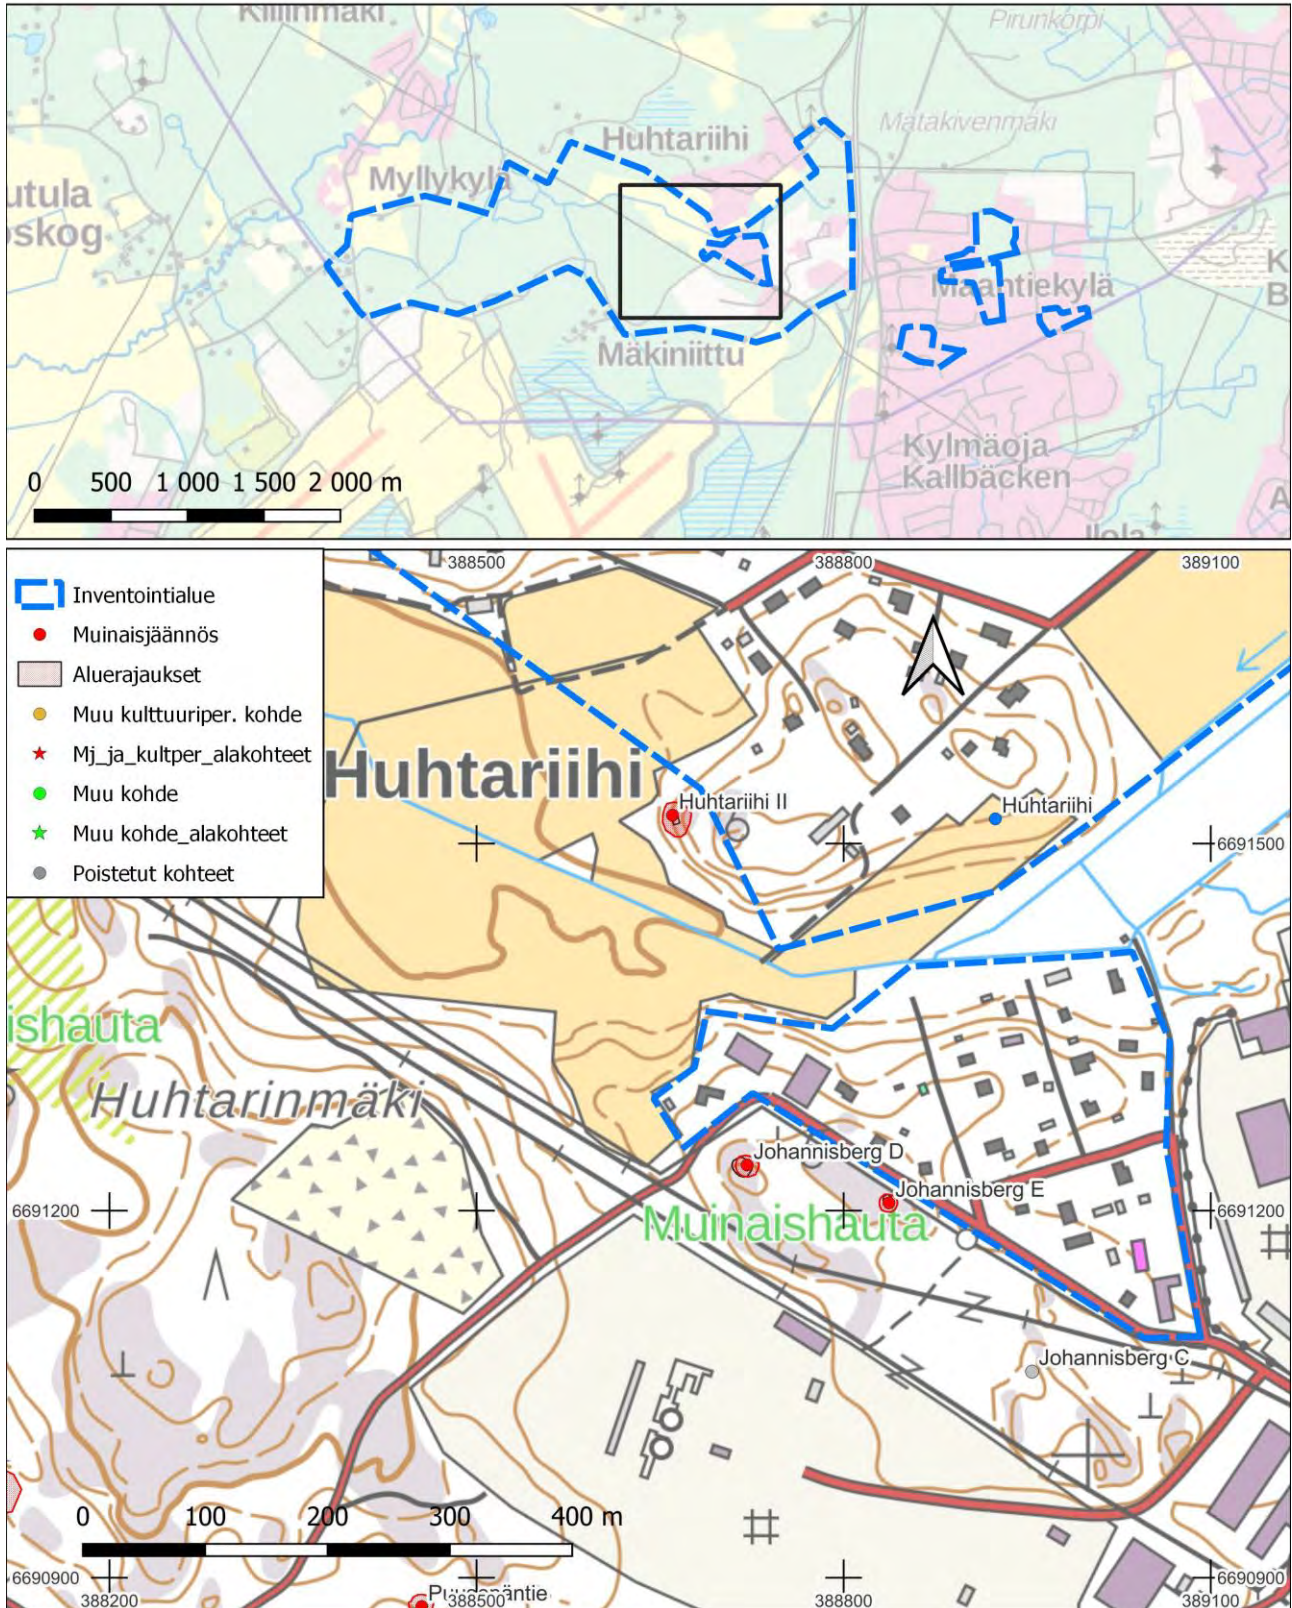 Kiilinmäki
Pirunkorpi
Matakivenmäki
Huhtariihi
Myllykylä
utula
oskog
K
B
Maantiekylä
Mäkiniittu
Kylmäoja
Kallbäcken
0 500 1 000 1 500 2 000 m
A
Ilola
388500 388800 389100
Inventointialue
Muinaisjäännös
Aluerajaukset
Muu kulttuuriper. kohde
Mj_ja_kultper_alakohteet
Muu kohde
Muu kohde_alakohteet
Poistetut kohteet
Huhtariihi
Huhtariihi II
Huhtariihi
6691500
ishauta
Huhtarinmäki
Johannisberg D
Johannisberg E
6691200
Muinaishauta
6691200
Johannisberg C
0 100 200 300 400 m
6690900
6690900
388200 388500 388800 389100